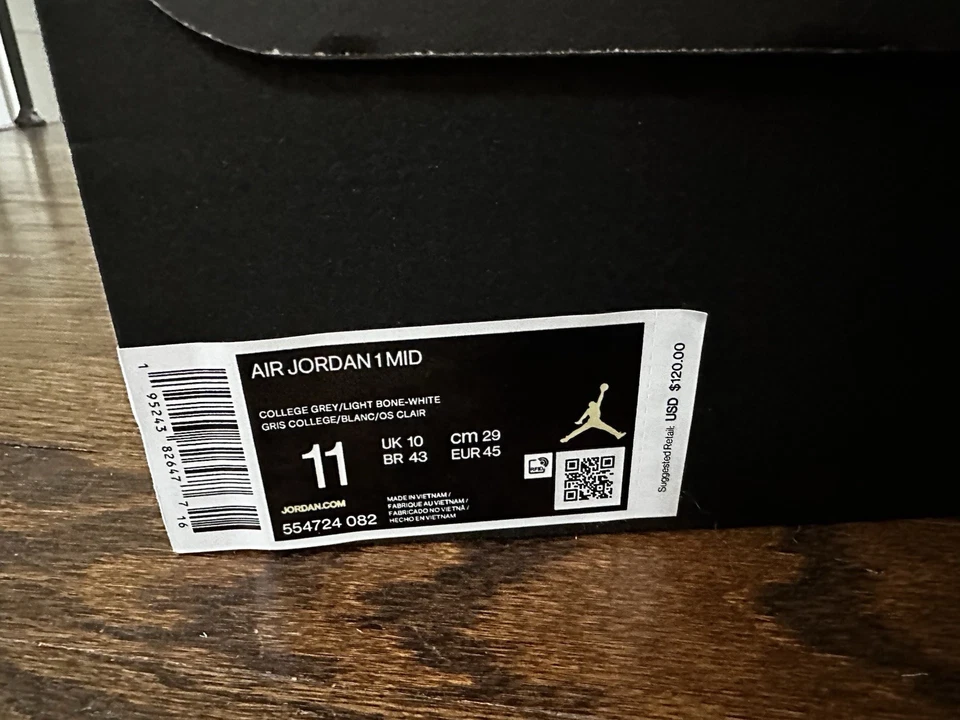 1 95243 82647 7 16
AIR JORDAN 1 MID
COLLEGE GREY/LIGHT BONE-WHITE
GRIS COLLEGE/BLANC/OS CLAIR
11
UK 10
BR 43
cm 29
EUR 45
JORDAN.COM
554724 082
MADE IN VIETNAM /
FABRIQUE AU VIETNAM /
FABRICADO NO VIETNÃ /
HECHO EN VIETNAM
RFID
Suggested Retail: USD $120.00